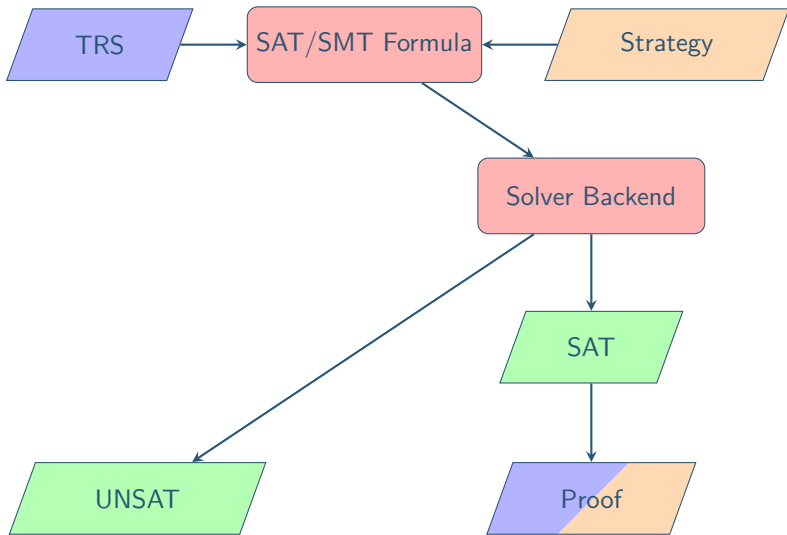 TRS
SAT/SMT Formula
Strategy
Solver Backend
SAT
UNSAT
Proof